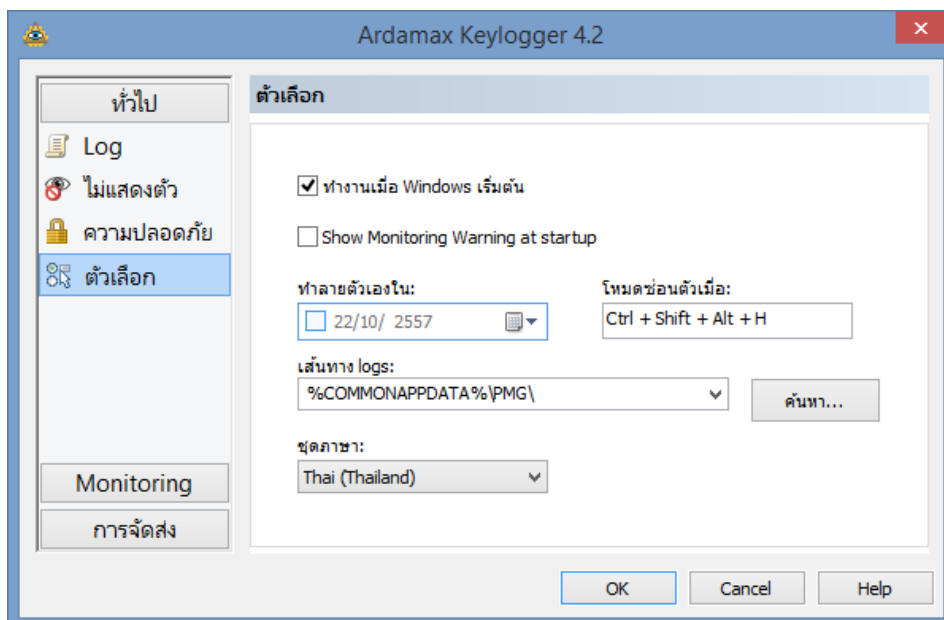 Ardamax Keylogger 4.2
ทั่วไป
Log
ไม่แสดงตัว
ความปลอดภัย
ตัวเลือก
Monitoring
การจัดส่ง
ตัวเลือก
ทำงานเมื่อ Windows เริ่มต้น
Show Monitoring Warning at startup
ทำลายตัวเองใน:
22/10/ 2557
โหมดซ่อนตัวเมื่อ:
Ctrl + Shift + Alt + H
เส้นทาง logs:
%COMMONAPPDATA%\PMG\
ค้นหา...
ชุดภาษา:
Thai (Thailand)
OK
Cancel
Help